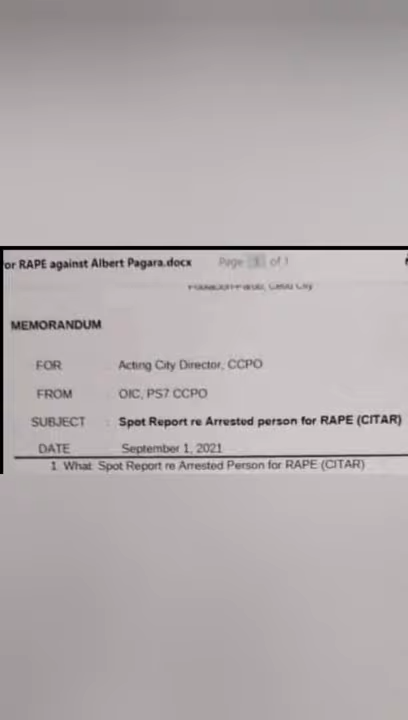 or RAPE against Albert Pagara.docx Page 1 of 1
Cebu City
MEMORANDUM
FOR Acting City Director, CCPO
FROM : OIC, PS7 CCPO
SUBJECT : Spot Report re Arrested person for RAPE (CITAR)
DATE September 1, 2021
1. What: Spot Report re Arrested Person for RAPE (CITAR)